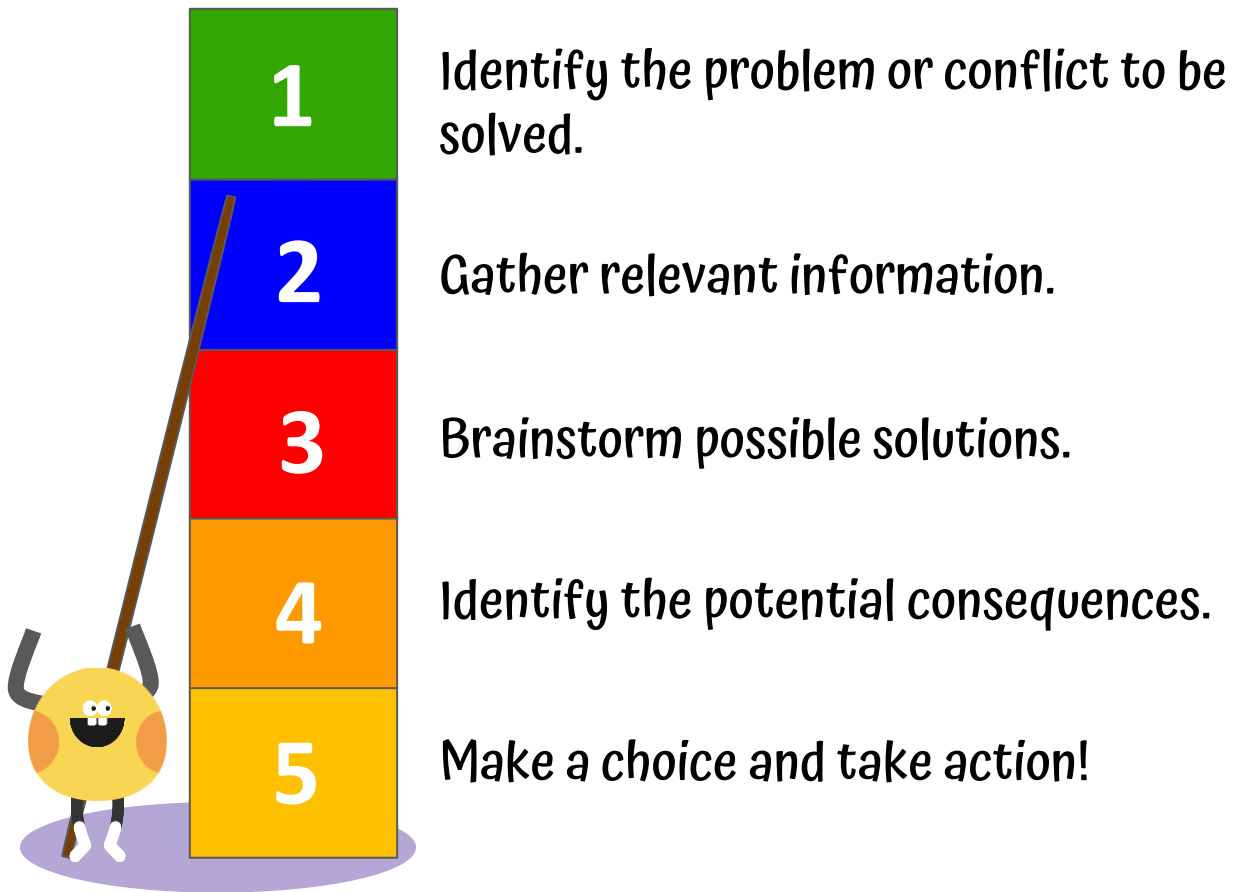 1
Identify the problem or conflict to be
solved.
2
Gather relevant information.
3
Brainstorm possible solutions.
4
Identify the potential consequences.
5
Make a choice and take action!